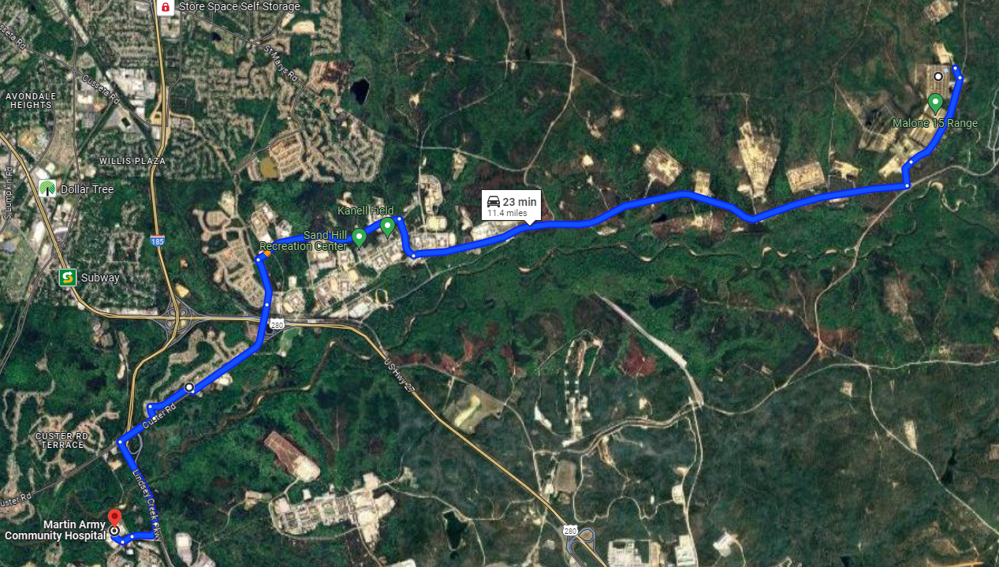 Store Space Self Storage
Cusseta Rd
St Marys Rd
Cusseta Rd
AVONDALE
HEIGHTS
Malone 15 Range
WILLIS PLAZA
S Lumpkin Rd
Dollar Tree
23 min
11.4 miles
Kanell Field
Sand Hill
Recreation Center
185
Subway
280
US Hwy 27
Custer Rd
CUSTER RD
TERRACE
Lindsey Creek Pkwy
uster Rd
Martin Army
Community Hospital
280